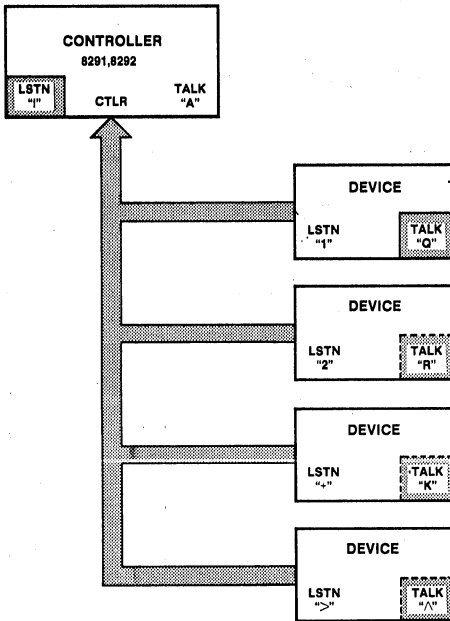 CONTROLLER
8291,8292
LSTN
"!"
CTLR
TALK
"A"
DEVICE
LSTN
"1"
TALK
"Q"
DEVICE
LSTN
"2"
TALK
"R"
DEVICE
LSTN
"+"
TALK
"K"
DEVICE
LSTN
">"
TALK
"^"